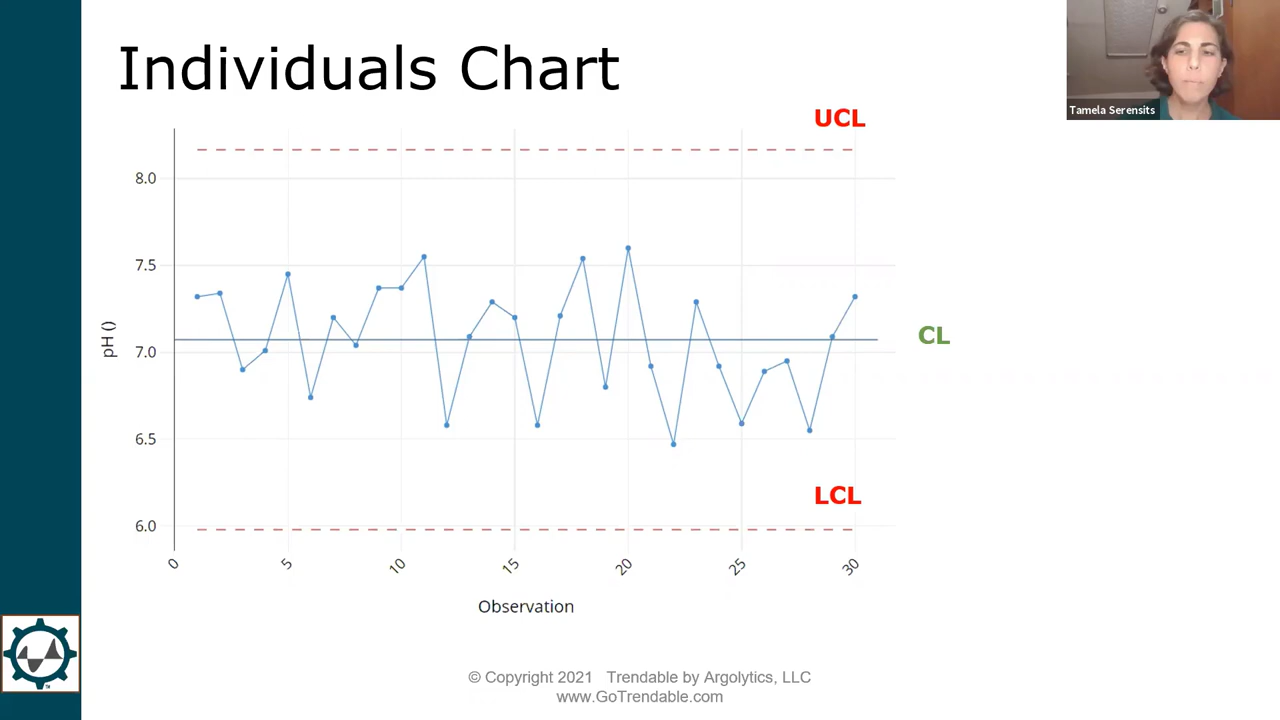 Individuals Chart
Tamela Serensits
UCL
8.0
7.5
CL
pH ()
7.0
6.5
LCL
6.0
0
5
10
15
20
25
30
Observation
© Copyright 2021 Trendable by Argolytics, LLC
www.GoTrendable.com